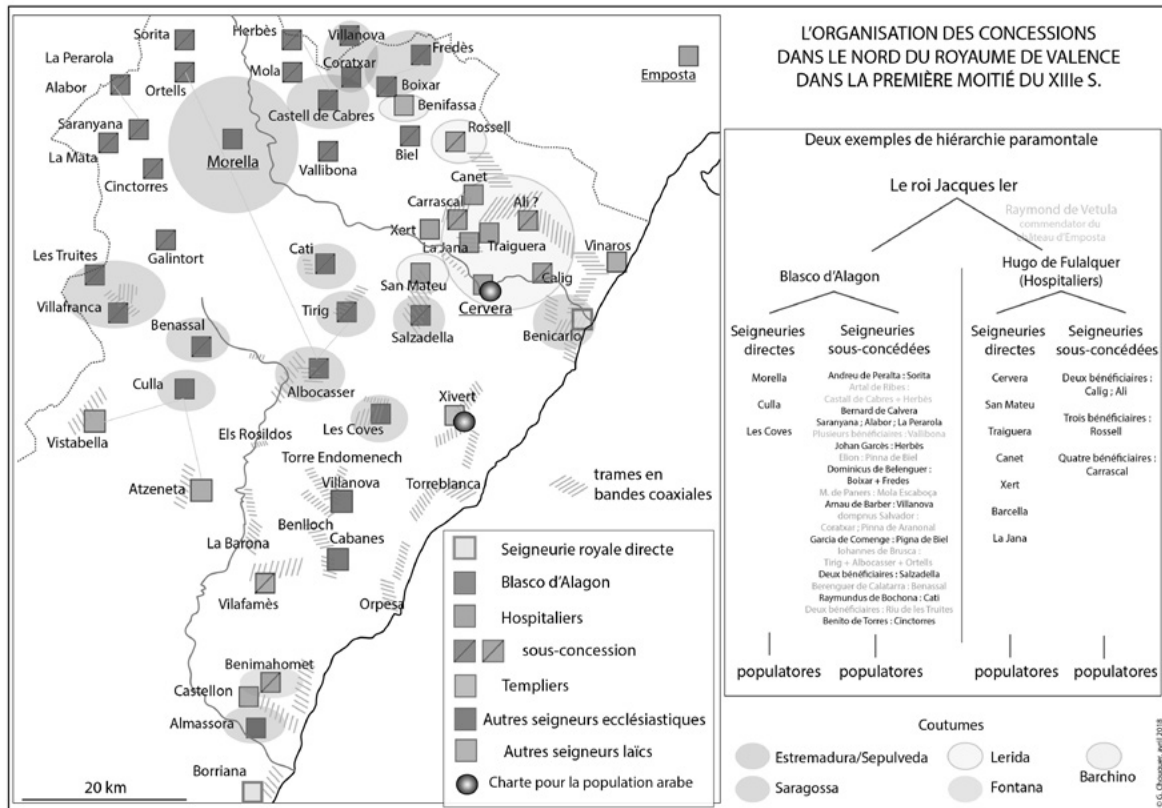 L'ORGANISATION DES CONCESSIONS
DANS LE NORD DU ROYAUME DE VALENCE
DANS LA PREMIÈRE MOITIÉ DU XIIIe S.
Sorita
Herbès
Villanova
Fredès
La Perarola
Coratxar
Emposta
Alabor
Ortells
Mola
Boixar
Castell de Cabres
Benifassa
Saranyana
Rossell
La Mata
Morella
Vallibona
Biel
Cinctorres
Canet
Carrascal
Ali ?
Xert
La Jana
Traiguera
Vinaros
Les Truites
Galintort
Cati
San Mateu
Calig
Villafranca
Cervera
Benassal
Tirig
Salzadella
Benicarlo
Culla
Albocasser
Xivert
Vistabella
Els Rosildos
Les Coves
Torre Endomenech
Villanova
Torreblanca
trames en
bandes coaxiales
Atzeneta
Benlloch
Cabanes
La Barona
Vilafamès
Orpesa
Benimahomet
Castellon
Almassora
Borriana
20 km
Seigneurie royale directe
Blasco d'Alagon
Hospitaliers
sous-concession
Templiers
Autres seigneurs ecclésiastiques
Autres seigneurs laïcs
Charte pour la population arabe
Deux exemples de hiérarchie paramontale
Le roi Jacques Ier
Raymond de Vetula
commendator du
château d'Emposta
Blasco d'Alagon
Hugo de Fulalquer
(Hospitaliers)
Seigneuries
directes
Morella
Culla
Les Coves
Seigneuries
sous-concédées
Andreu de Peralta : Sorita
Artal de Ribes :
Castall de Cabres + Herbès
Bernard de Calvera
Saranyana ; Alabor ; La Perarola
Plusieurs bénéficiaires : Vallibona
Johan Garcès : Herbès
Elion : Pinna de Biel
Dominicus de Belenguer :
Boixar + Fredes
M. de Paners : Mola Escaboça
Arnau de Barber : Villanova
dompnus Salvador :
Coratxar ; Pinna de Aranonal
Garcia de Comenge : Pigna de Biel
Iohannes de Brusca :
Tirig + Albocasser + Ortells
Deux bénéficiaires : Salzadella
Berenguer de Calatarra : Benassal
Raymundus de Bochona : Cati
Deux bénéficiaires : Riu de les Truites
Benito de Torres : Cinctorres
Seigneuries
directes
Cervera
San Mateu
Traiguera
Canet
Xert
Barcella
La Jana
Seigneuries
sous-concédées
Deux bénéficiaires :
Calig ; Ali
Trois bénéficiaires :
Rossell
Quatre bénéficiaires :
Carrascal
populatores
populatores
populatores
populatores
Coutumes
Estremadura/Sepulveda
Lerida
Barchino
Saragossa
Fontana
© G. Chouquer, avril 2018